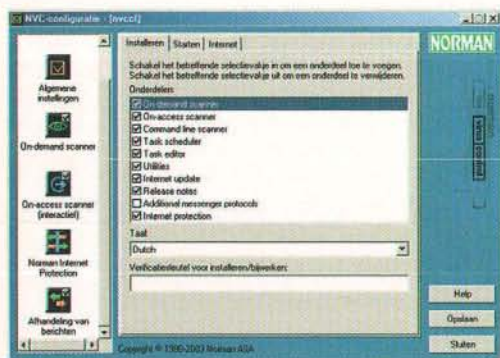 NVC-configuratie - [nvccf]
Installeren
Starten
Internet
NORMAN
Schakel het betreffende selectievakje in om een onderdeel toe te voegen.
Schakel het betreffende selectievakje uit om een onderdeel te verwijderen.
Onderdelen
On-demand scanner
On-access scanner
Command line scanner
Task scheduler
Task editor
Utilities
Internet update
Release notes
Additional messenger protocols
Internet protection
Taal:
Dutch
Verificatiesleutel voor installeren/bijwerken:
Algemene
instellingen
On-demand scanner
On-access scanner
(interactief)
Norman Internet
Protection
Afhandeling van
berichten
virus
control
Help
Opslaan
Sluiten
Copyright © 1990-2003 Norman ASA